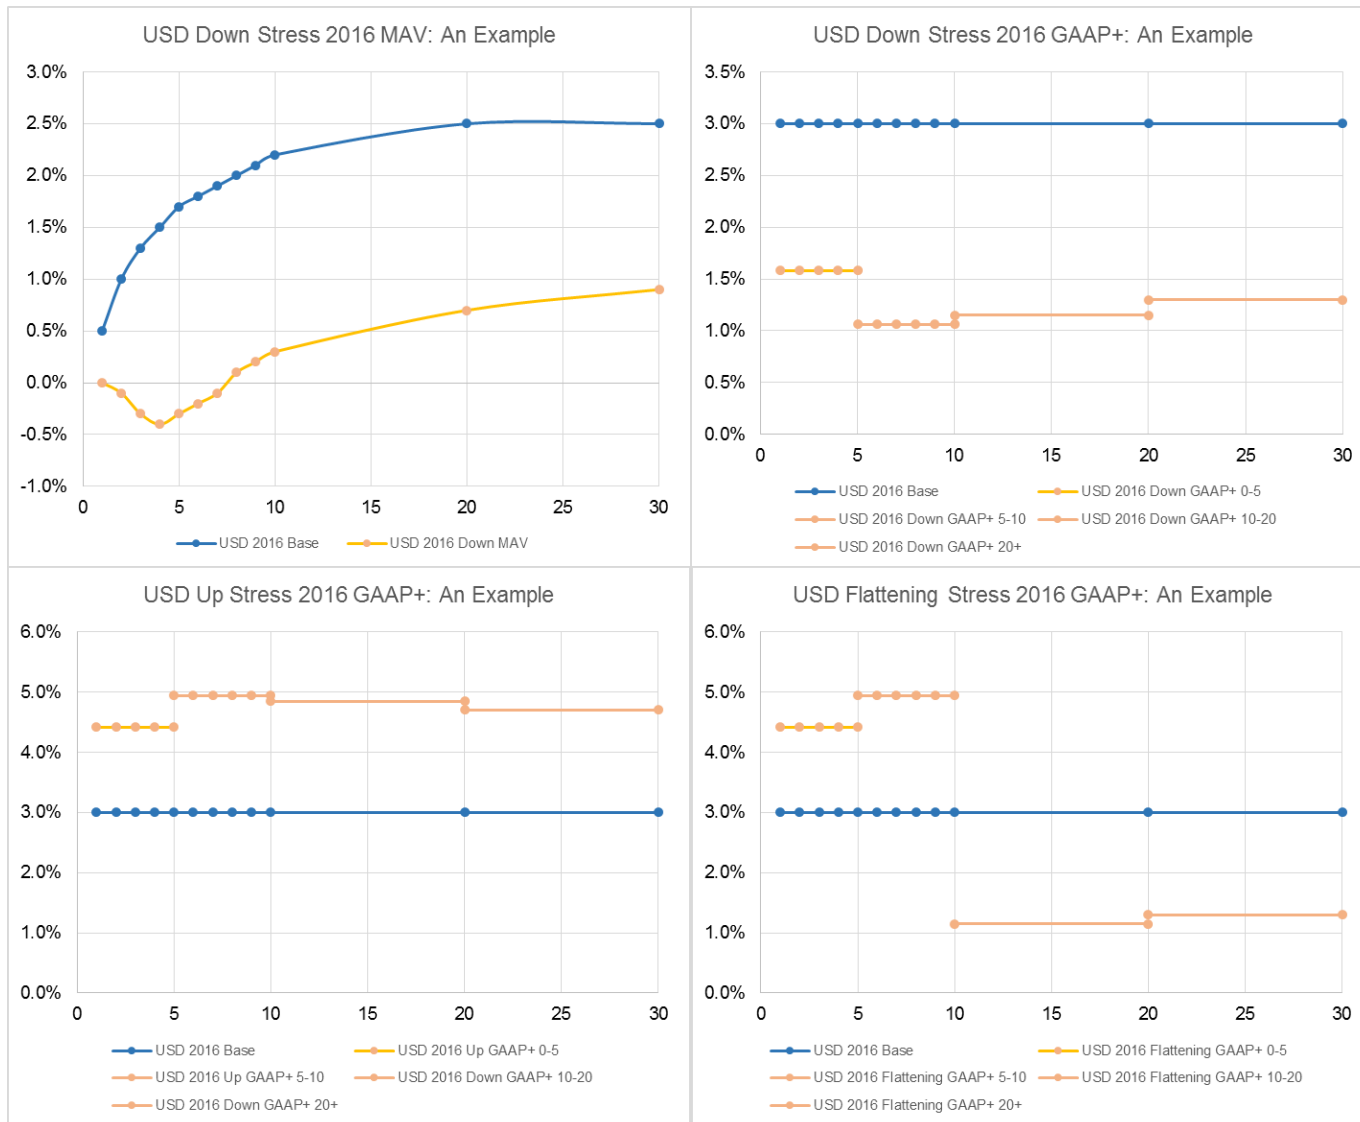 USD Down Stress 2016 MAV: An Example
3.0%
2.5%
2.0%
1.5%
1.0%
0.5%
0.0%
-0.5%
-1.0%
0 5 10 15 20 25 30
USD 2016 Base USD 2016 Down MAV
USD Down Stress 2016 GAAP+: An Example
3.5%
3.0%
2.5%
2.0%
1.5%
1.0%
0.5%
0.0%
0 5 10 15 20 25 30
USD 2016 Base USD 2016 Down GAAP+ 0-5
USD 2016 Down GAAP+ 5-10 USD 2016 Down GAAP+ 10-20
USD 2016 Down GAAP+ 20+
USD Up Stress 2016 GAAP+: An Example
6.0%
5.0%
4.0%
3.0%
2.0%
1.0%
0.0%
0 5 10 15 20 25 30
USD 2016 Base USD 2016 Up GAAP+ 0-5
USD 2016 Up GAAP+ 5-10 USD 2016 Down GAAP+ 10-20
USD 2016 Down GAAP+ 20+
USD Flattening Stress 2016 GAAP+: An Example
6.0%
5.0%
4.0%
3.0%
2.0%
1.0%
0.0%
0 5 10 15 20 25 30
USD 2016 Base USD 2016 Flattening GAAP+ 0-5
USD 2016 Flattening GAAP+ 5-10 USD 2016 Flattening GAAP+ 10-20
USD 2016 Flattening GAAP+ 20+